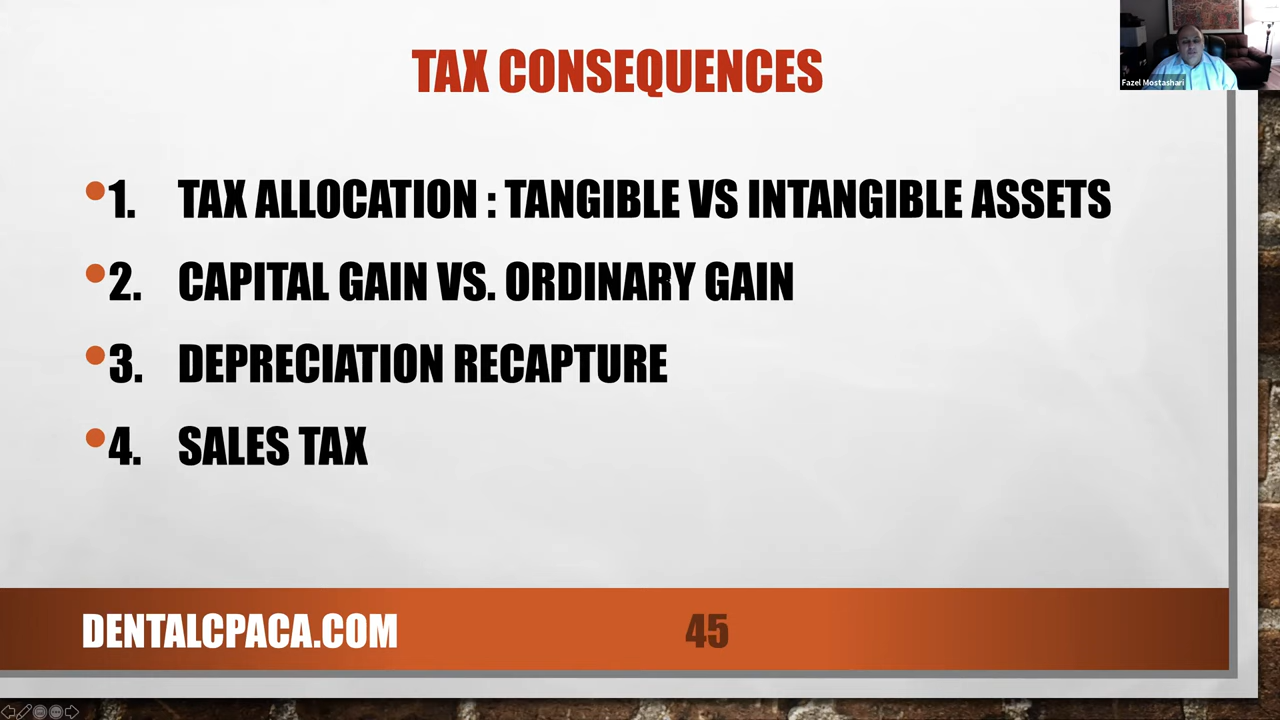 TAX CONSEQUENCES
Fazel Mostashari
1. TAX ALLOCATION : TANGIBLE VS INTANGIBLE ASSETS
2. CAPITAL GAIN VS. ORDINARY GAIN
3. DEPRECIATION RECAPTURE
4. SALES TAX
DENTALCPACA.COM
45